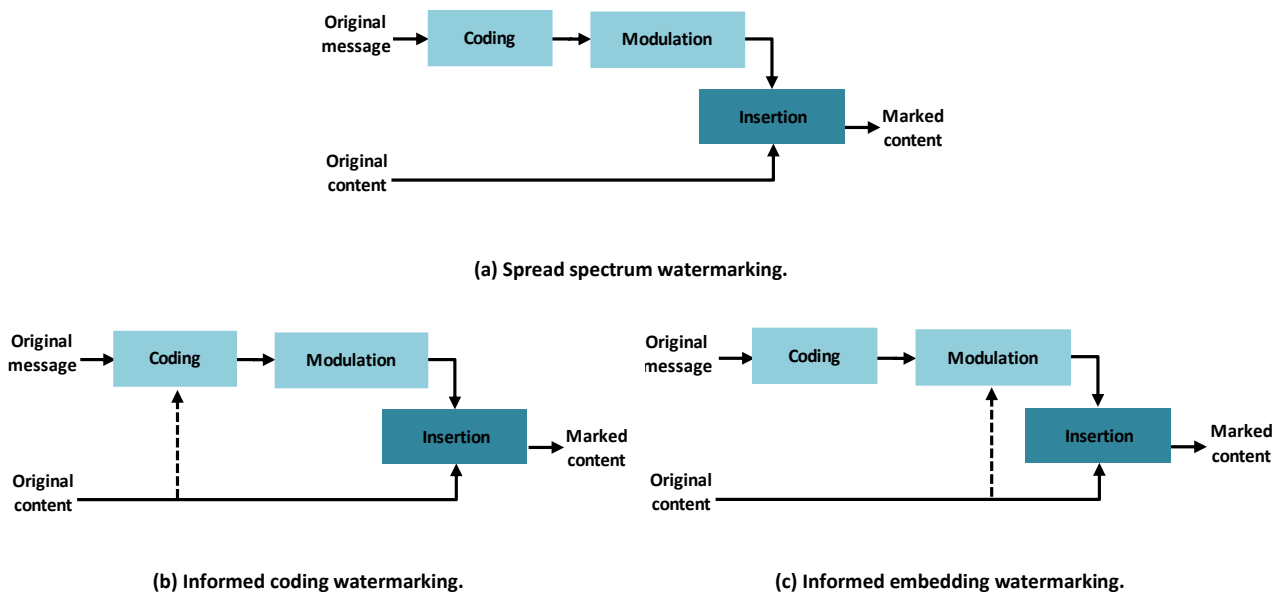 Original
message
Coding
Modulation
Insertion
Marked
content
Original
content
(a) Spread spectrum watermarking.
Original
message
Coding
Modulation
Insertion
Marked
content
Original
content
(b) Informed coding watermarking.
Original
message
Coding
Modulation
Insertion
Marked
content
Original
content
(c) Informed embedding watermarking.